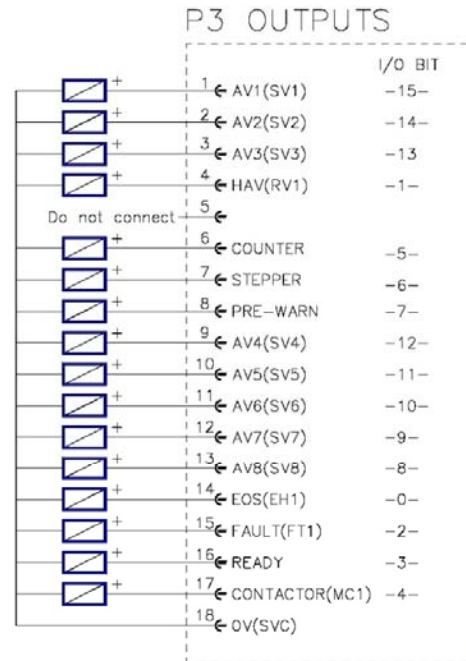 P3 OUTPUTS
I/O BIT
+ 1 AV1(SV1) -15-
+ 2 AV2(SV2) -14-
+ 3 AV3(SV3) -13
+ 4 HAV(RV1) -1-
Do not connect 5
+ 6 COUNTER -5-
+ 7 STEPPER -6-
+ 8 PRE-WARN -7-
+ 9 AV4(SV4) -12-
+ 10 AV5(SV5) -11-
+ 11 AV6(SV6) -10-
+ 12 AV7(SV7) -9-
+ 13 AV8(SV8) -8-
+ 14 EOS(EH1) -0-
+ 15 FAULT(FT1) -2-
+ 16 READY -3-
+ 17 CONTACTOR(MC1) -4-
18 0V(SVC)